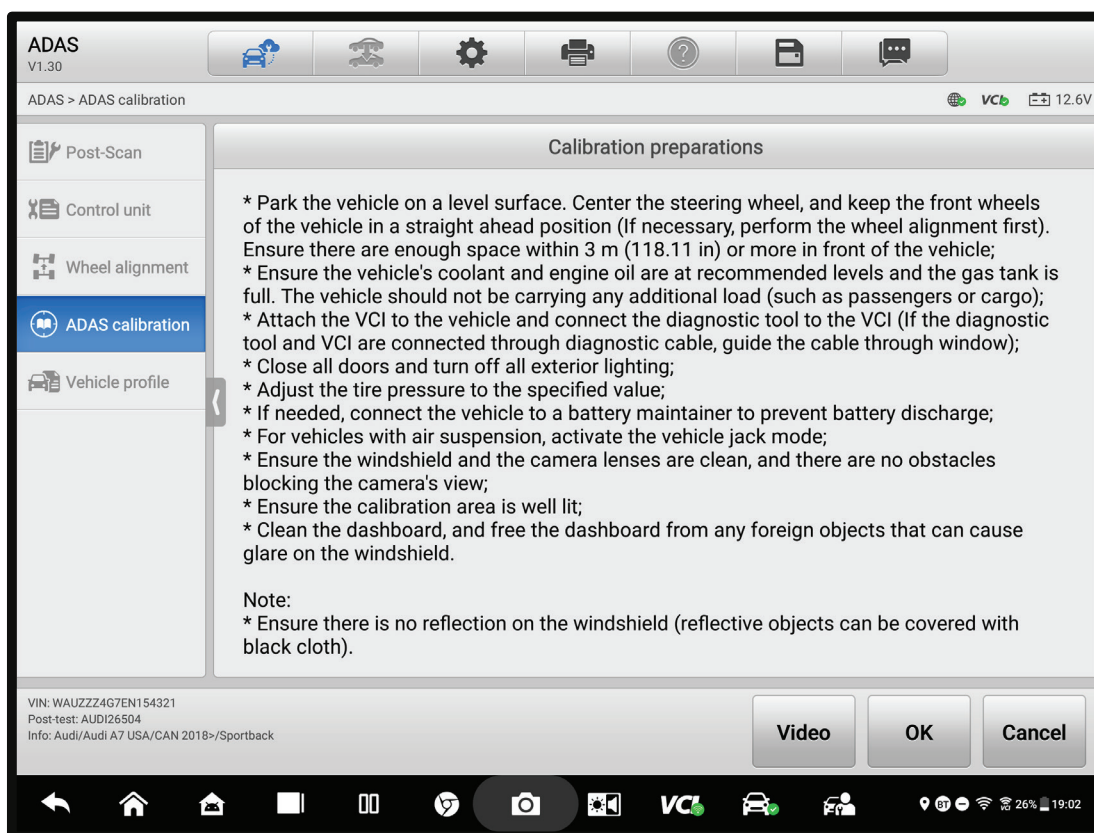 ADAS
V1.30
ADAS > ADAS calibration
VCI
12.6V
Post-Scan
Control unit
Wheel alignment
ADAS calibration
Vehicle profile
Calibration preparations
* Park the vehicle on a level surface. Center the steering wheel, and keep the front wheels
of the vehicle in a straight ahead position (If necessary, perform the wheel alignment first).
Ensure there are enough space within 3 m (118.11 in) or more in front of the vehicle;
* Ensure the vehicle's coolant and engine oil are at recommended levels and the gas tank is
full. The vehicle should not be carrying any additional load (such as passengers or cargo);
* Attach the VCI to the vehicle and connect the diagnostic tool to the VCI (If the diagnostic
tool and VCI are connected through diagnostic cable, guide the cable through window);
* Close all doors and turn off all exterior lighting;
* Adjust the tire pressure to the specified value;
* If needed, connect the vehicle to a battery maintainer to prevent battery discharge;
* For vehicles with air suspension, activate the vehicle jack mode;
* Ensure the windshield and the camera lenses are clean, and there are no obstacles
blocking the camera's view;
* Ensure the calibration area is well lit;
* Clean the dashboard, and free the dashboard from any foreign objects that can cause
glare on the windshield.
Note:
* Ensure there is no reflection on the windshield (reflective objects can be covered with
black cloth).
VIN: WAUZZZ4G7EN154321
Post-test: AUDI26504
Info: Audi/Audi A7 USA/CAN 2018>/Sportback
Video
OK
Cancel
VCI
BT
VCI
26%
19:02